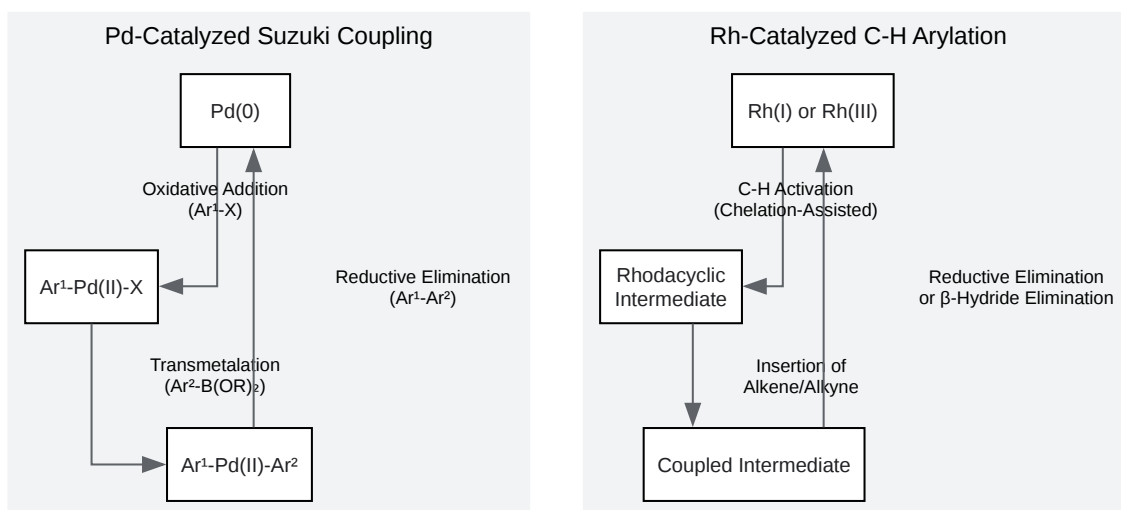 Pd-Catalyzed Suzuki Coupling
Pd(0)
Oxidative Addition
(Ar¹-X)
Ar¹-Pd(II)-X
Reductive Elimination
(Ar¹-Ar²)
Transmetalation
(Ar²-B(OR)₂)
Ar¹-Pd(II)-Ar²
Rh-Catalyzed C-H Arylation
Rh(I) or Rh(III)
C-H Activation
(Chelation-Assisted)
Rhodacyclic
Intermediate
Reductive Elimination
or β-Hydride Elimination
Insertion of
Alkene/Alkyne
Coupled Intermediate